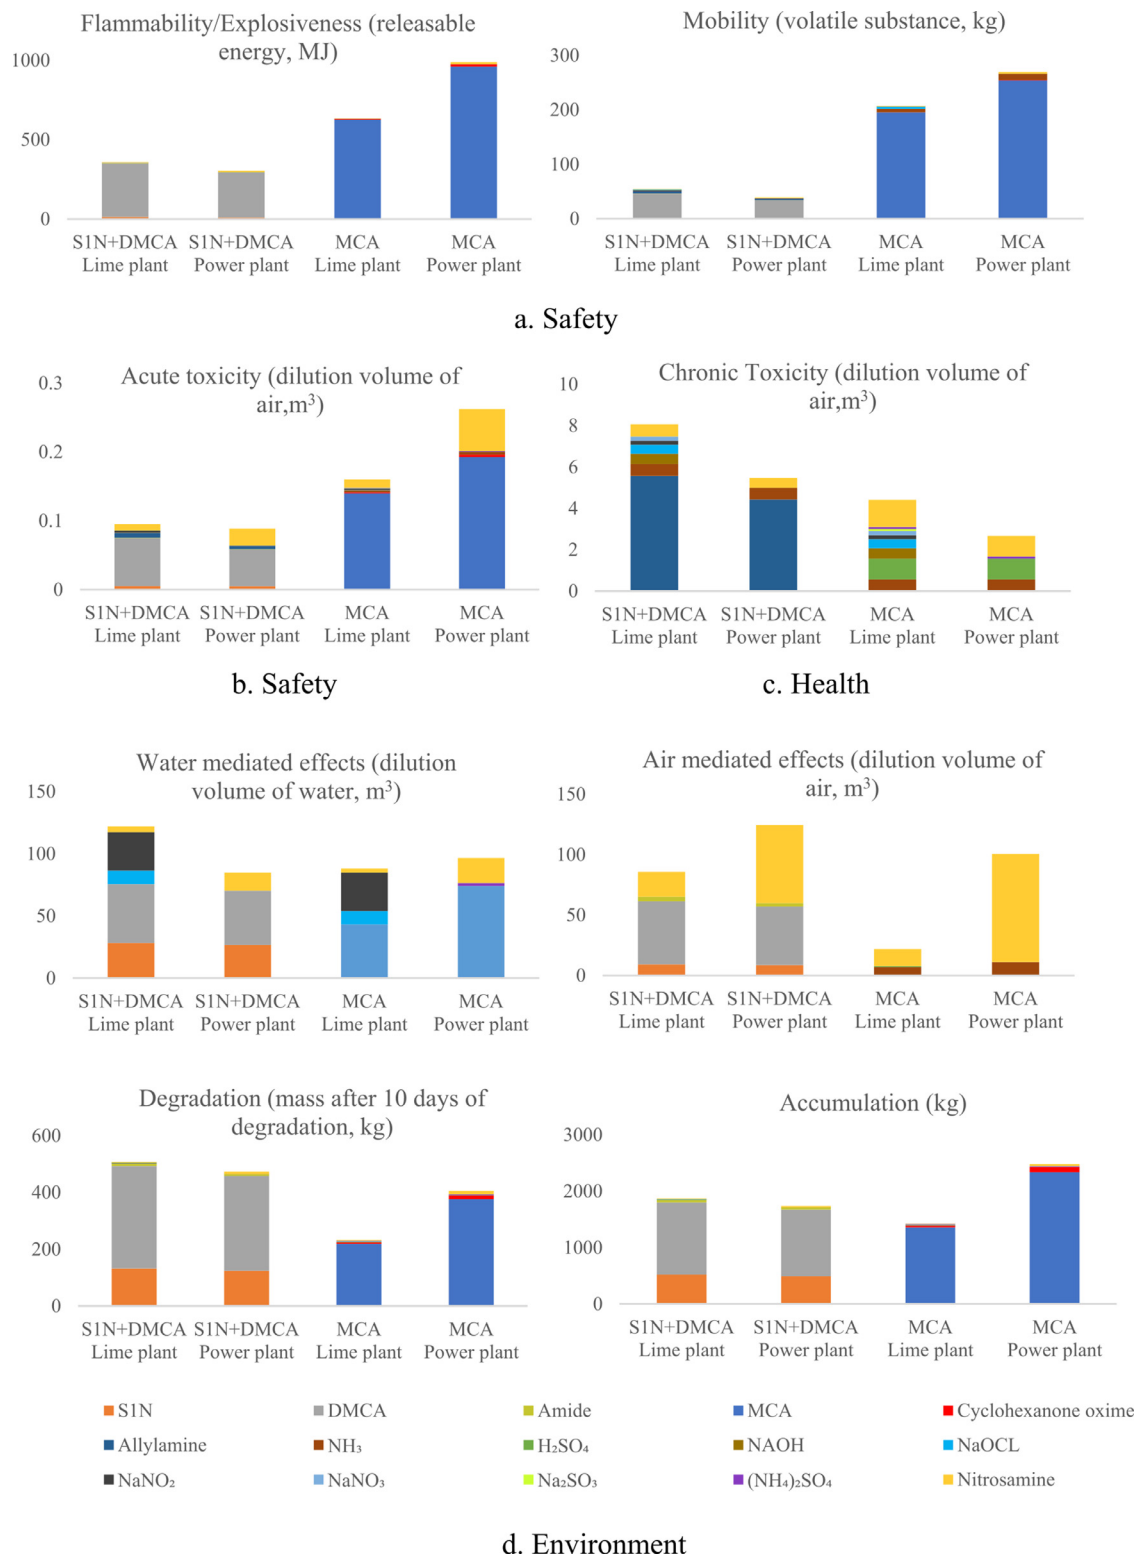 Flammability/Explosiveness (releasable
energy, MJ)
1000
500
0
S1N+DMCA
Lime plant
S1N+DMCA
Power plant
MCA
Lime plant
MCA
Power plant
Mobility (volatile substance, kg)
300
200
100
0
S1N+DMCA
Lime plant
S1N+DMCA
Power plant
MCA
Lime plant
MCA
Power plant
a. Safety
Acute toxicity (dilution volume of
air,m³)
0.3
0.2
0.1
0
S1N+DMCA
Lime plant
S1N+DMCA
Power plant
MCA
Lime plant
MCA
Power plant
b. Safety
Chronic Toxicity (dilution volume of
air,m³)
10
8
6
4
2
0
S1N+DMCA
Lime plant
S1N+DMCA
Power plant
MCA
Lime plant
MCA
Power plant
c. Health
Water mediated effects (dilution
volume of water, m³)
150
100
50
0
S1N+DMCA
Lime plant
S1N+DMCA
Power plant
MCA
Lime plant
MCA
Power plant
Air mediated effects (dilution volume of
air, m³)
150
100
50
0
S1N+DMCA
Lime plant
S1N+DMCA
Power plant
MCA
Lime plant
MCA
Power plant
Degradation (mass after 10 days of
degradation, kg)
600
400
200
0
S1N+DMCA
Lime plant
S1N+DMCA
Power plant
MCA
Lime plant
MCA
Power plant
Accumulation (kg)
3000
2000
1000
0
S1N+DMCA
Lime plant
S1N+DMCA
Power plant
MCA
Lime plant
MCA
Power plant
S1N
DMCA
Amide
MCA
Cyclohexanone oxime
Allylamine
NH₃
H₂SO₄
NAOH
NaOCL
NaNO₂
NaNO₃
Na₂SO₃
(NH₄)₂SO₄
Nitrosamine
d. Environment